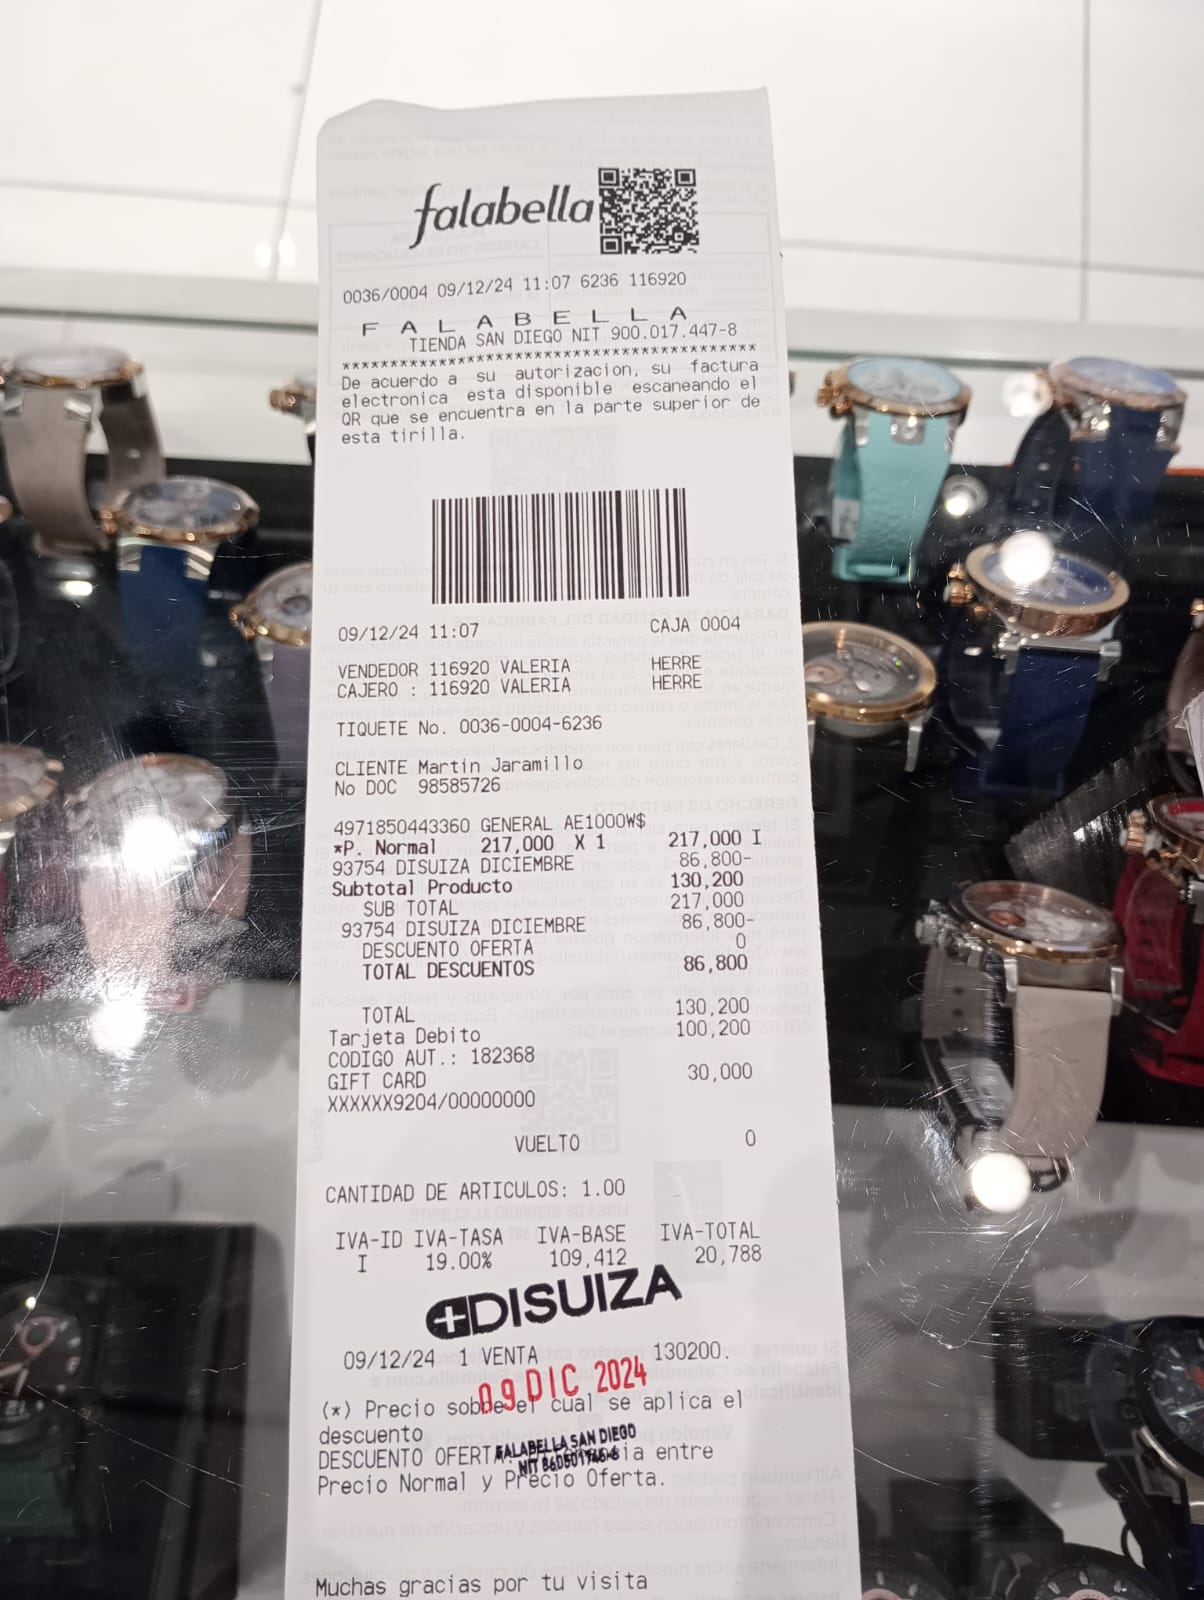 falabella
0036/0004 09/12/24 11:07 6236 116920
F A L A B E L L A
TIENDA SAN DIEGO NIT 900.017.447-8
******************************************
De acuerdo a su autorizacion, su factura
electronica esta disponible escaneando el
QR que se encuentra en la parte superior de
esta tirilla.
09/12/24 11:07 CAJA 0004
VENDEDOR 116920 VALERIA HERRE
CAJERO : 116920 VALERIA HERRE
TIQUETE No. 0036-0004-6236
CLIENTE Martin Jaramillo
No DOC 98585726
4971850443360 GENERAL AE1000W$
*P. Normal 217,000 X 1 217,000 I
93754 DISUIZA DICIEMBRE 86,800-
Subtotal Producto 130,200
SUB TOTAL 217,000
93754 DISUIZA DICIEMBRE 86,800-
DESCUENTO OFERTA 0
TOTAL DESCUENTOS 86,800
TOTAL 130,200
Tarjeta Debito 100,200
CODIGO AUT.: 182368
GIFT CARD 30,000
XXXXXX9204/00000000
VUELTO 0
CANTIDAD DE ARTICULOS: 1.00
IVA-ID IVA-TASA IVA-BASE IVA-TOTAL
I 19.00% 109,412 20,788
DISUIZA
09/12/24 1 VENTA 130200.
09 DIC 2024
(*) Precio sobre el cual se aplica el
descuento
FALABELLA SAN DIEGO
NIT
DESCUENTO OFERTA entre
Precio Normal y Precio Oferta.
Muchas gracias por tu visita